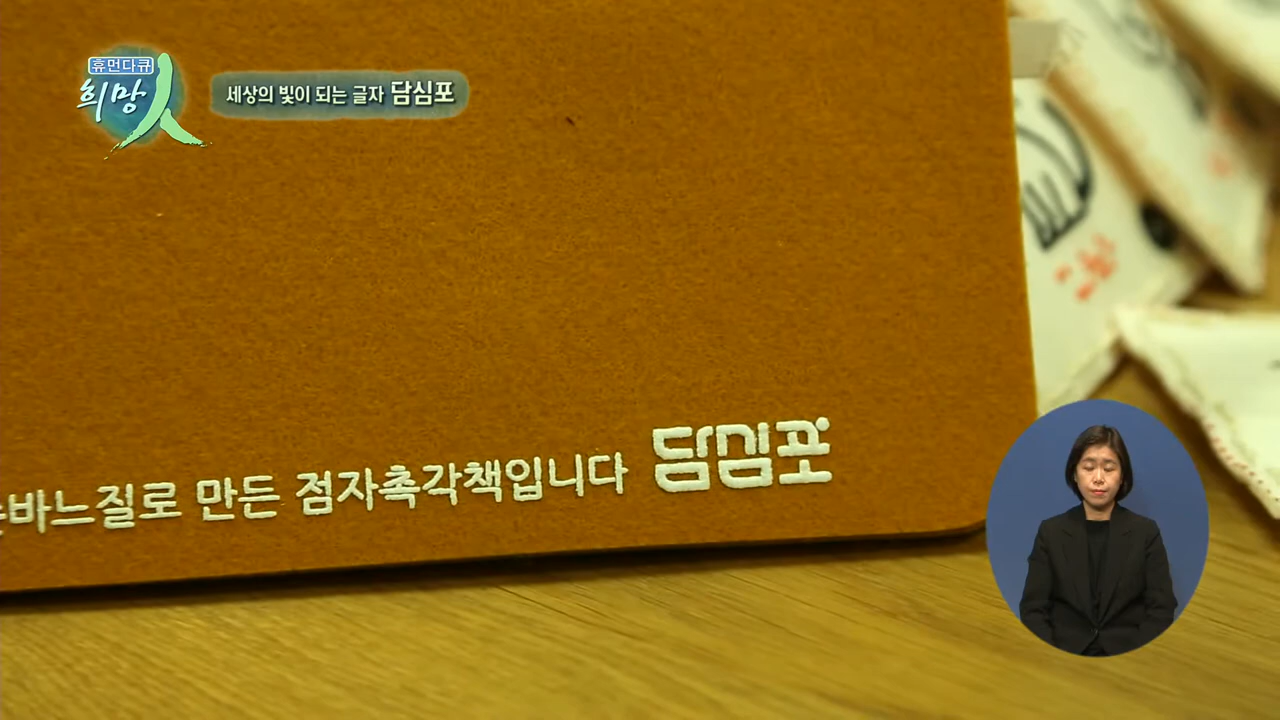 휴먼다큐
희망人
세상의 빛이 되는 글자 담심포
바느질로 만든 점자촉각책입니다 담심포